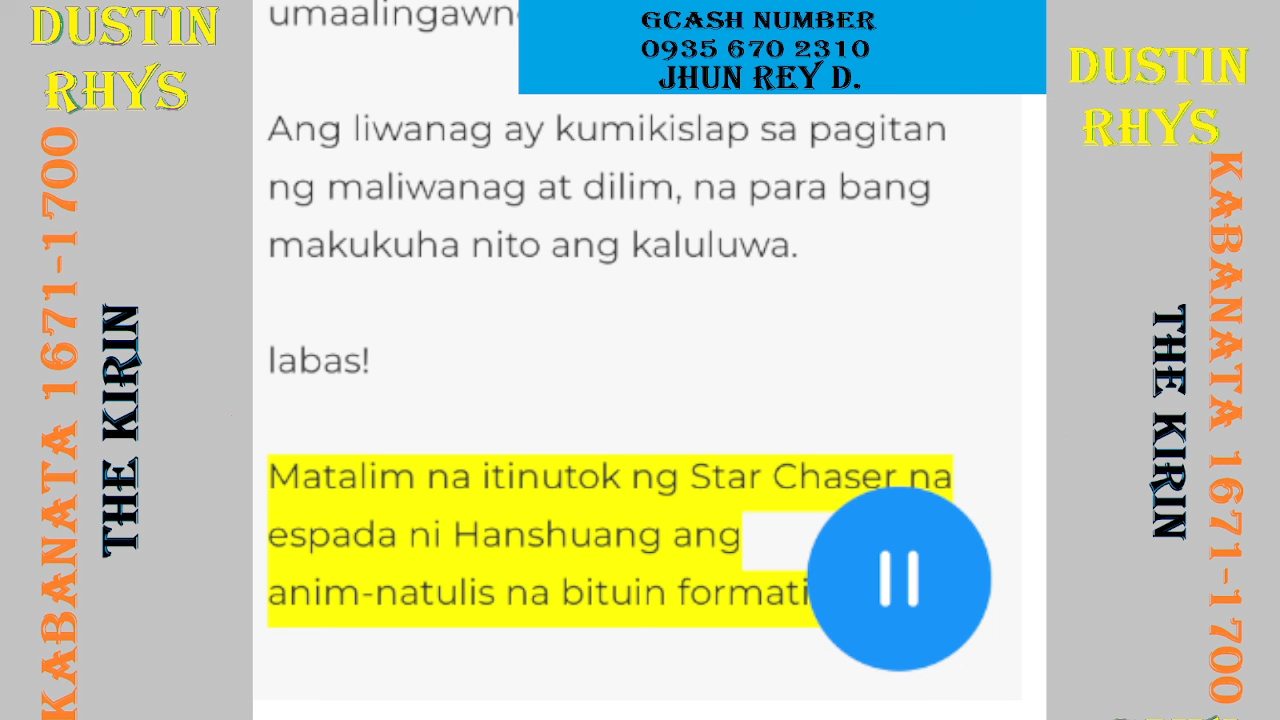 DUSTIN
RHYS
KABANATA 1671-1700
THE KIRIN
GCASH NUMBER
0935 670 2310
JHUN REY D.
Ang liwanag ay kumikislap sa pagitan
ng maliwanag at dilim, na para bang
makukuha nito ang kaluluwa.
labas!
Matalim na itinutok ng Star Chaser na
espada ni Hanshuang ang
anim-natulis na bituin
DUSTIN
RHYS
KABANATA 1671-1700
THE KIRIN